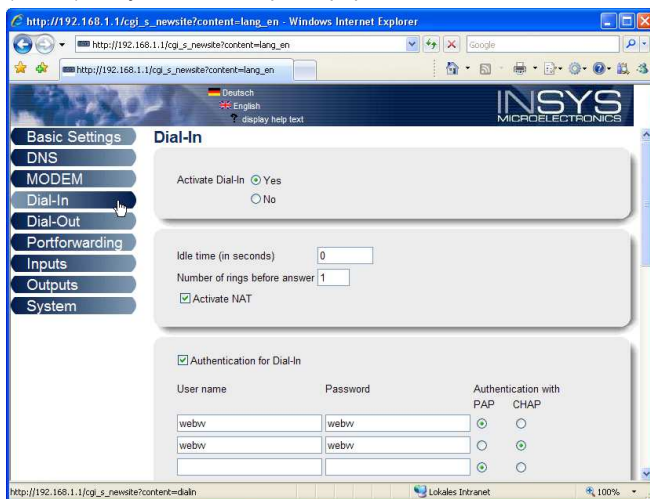 http://192.168.1.1/cgi_s_newsite?content=lang_en - Windows Internet Explorer
http://192.168.1.1/cgi_s_newsite?content=lang_en
Google
http://192.168.1.1/cgi_s_newsite?content=lang_en
Deutsch
English
? display help text
INSYS
MICROELECTRONICS
Basic Settings
DNS
MODEM
Dial-In
Dial-Out
Portforwarding
Inputs
Outputs
System
Dial-In
Activate Dial-In Yes
No
Idle time (in seconds) 0
Number of rings before answer 1
Activate NAT
Authentication for Dial-In
User name Password Authentication with
PAP CHAP
webvv webvv
webvv webvv
http://192.168.1.1/cgi_s_newsite?content=dialin Lokales Intranet 100%